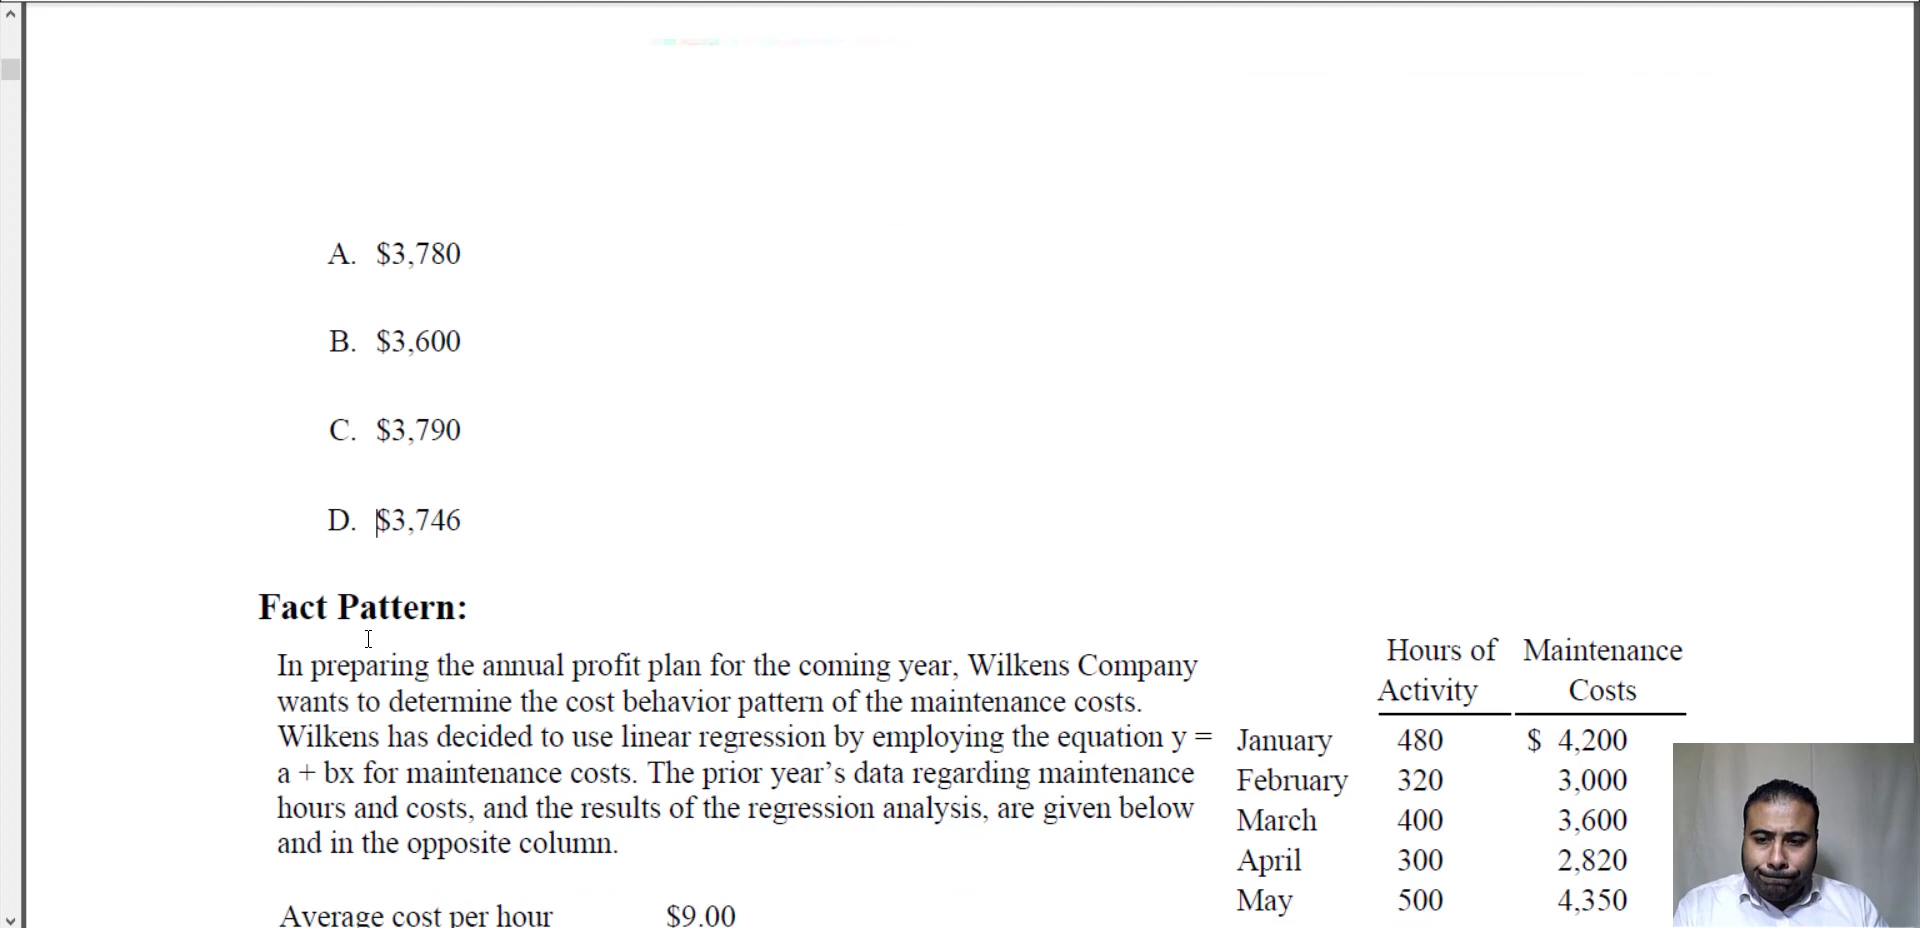 A. $3,780
B. $3,600
C. $3,790
D. $3,746
Fact Pattern:
In preparing the annual profit plan for the coming year, Wilkens Company
wants to determine the cost behavior pattern of the maintenance costs.
Wilkens has decided to use linear regression by employing the equation y =
a + bx for maintenance costs. The prior year’s data regarding maintenance
hours and costs, and the results of the regression analysis, are given below
and in the opposite column.
Average cost per hour $9.00
Hours of Maintenance
Activity Costs
January 480 $ 4,200
February 320 3,000
March 400 3,600
April 300 2,820
May 500 4,350